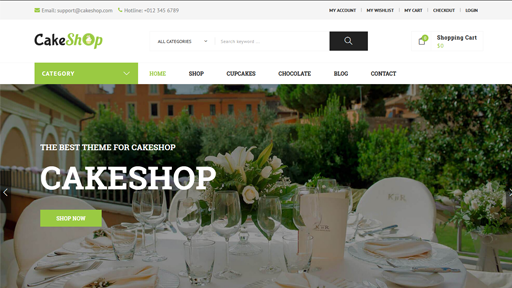 Email: support@cakeshop.com Hotline: +012 345 6789 MY ACCOUNT MY WISHLIST MY CART CHECKOUT LOGIN
CakeShop ALL CATEGORIES Search keyword ... 0 Shopping Cart
$0
CATEGORY HOME SHOP CUPCAKES CHOCOLATE BLOG CONTACT
THE BEST THEME FOR CAKESHOP
CAKESHOP
SHOP NOW